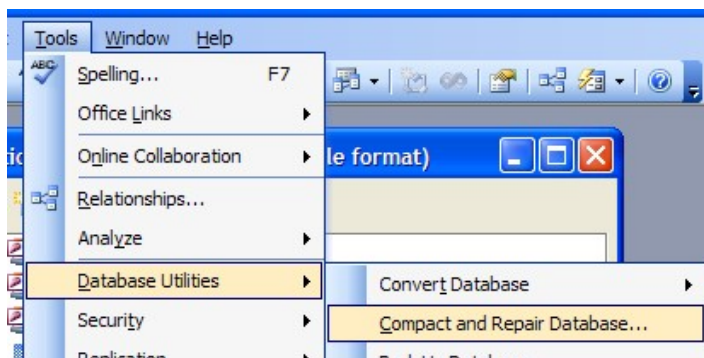 Tools Window Help
ABC Spelling... F7
Office Links
Online Collaboration
le format)
Relationships...
Analyze
Database Utilities
Convert Database
Security
Compact and Repair Database...